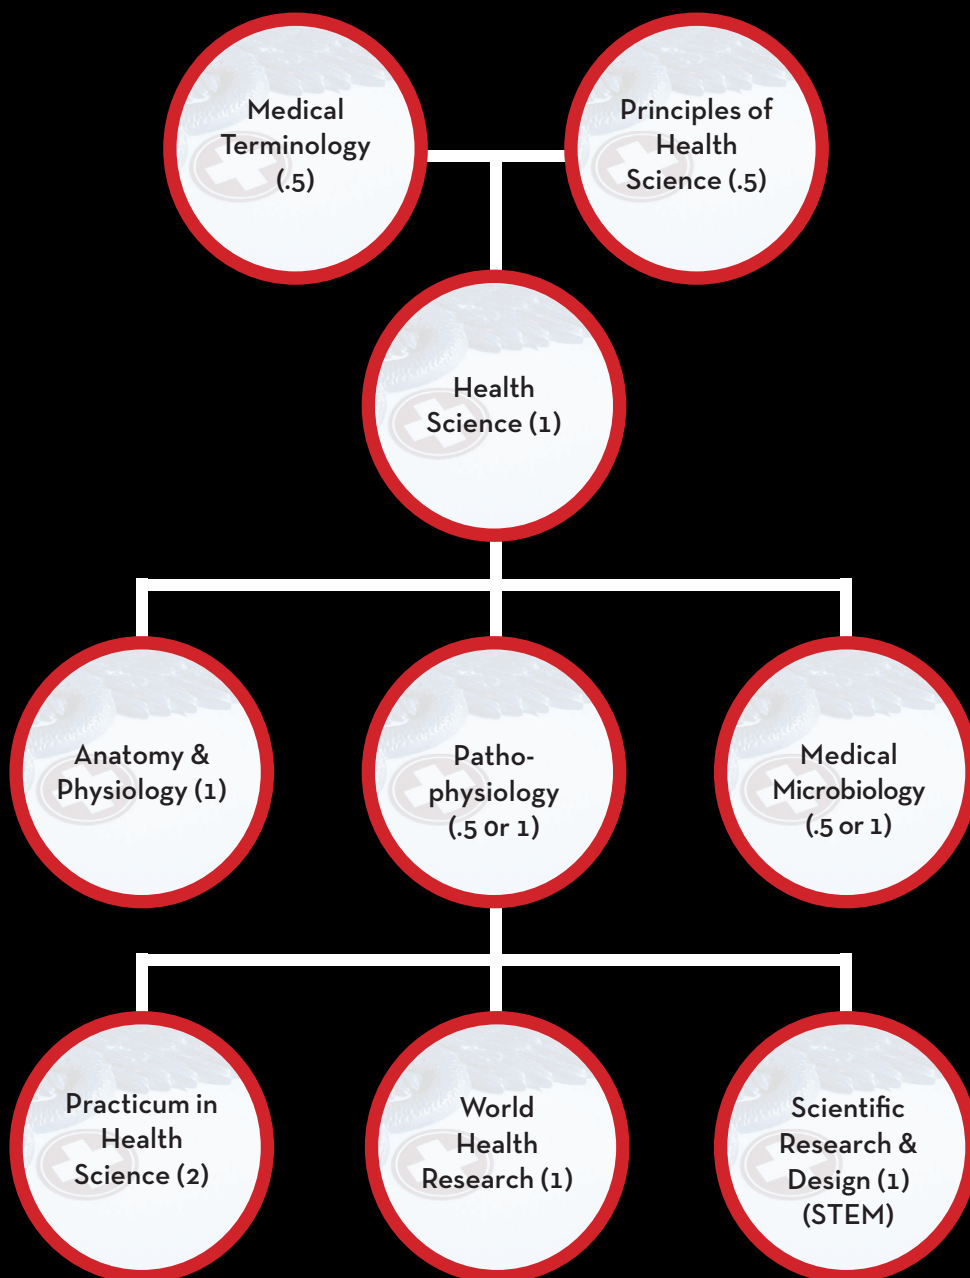 Medical
Terminology
(.5)
Principles of
Health
Science (.5)
Health
Science (1)
Anatomy &
Physiology (1)
Patho-
physiology
(.5 0r 1)
Medical
Microbiology
(.5 or 1)
Practicum in
Health
Science (2)
World
Health
Research (1)
Scientific
Research &
Design (1)
(STEM)